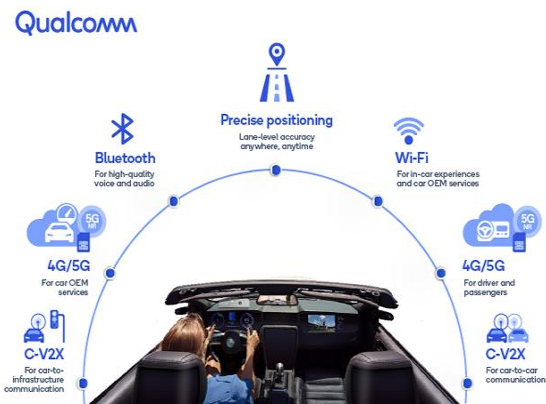 Qualcomm
Precise positioning
Lane-level accuracy
anywhere, anytime
Bluetooth
For high-quality
voice and audio
Wi-Fi
For in-car experiences
and car OEM services
5G
NR
4G/5G
For car OEM
services
5G
NR
4G/5G
For driver and
passengers
C-V2X
For car-to-
infrastructure
communication
C-V2X
For car-to-car
communication